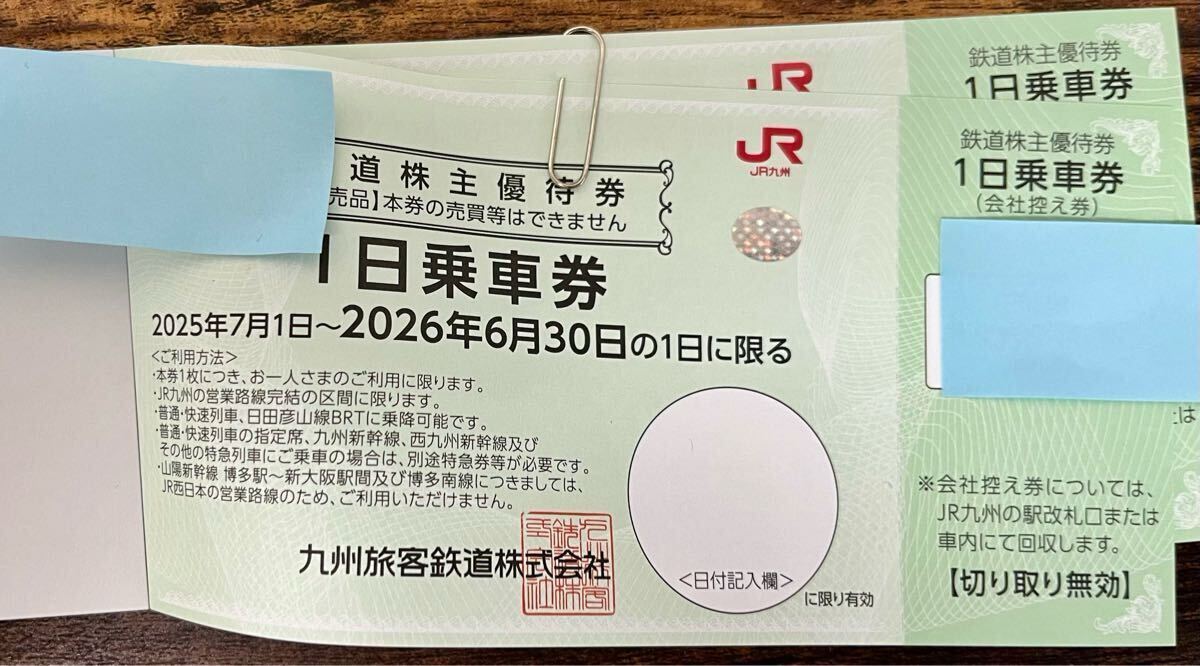 JR
鉄道株主優待券
1日乗車券
JR
JR九州
鉄道株主優待券
1日乗車券
(会社控え券)
道株主優待券
売品】本券の売買等はできません
1日乗車券
2025年7月1日～2026年6月30日の1日に限る
<ご利用方法>
・本券1枚につき、お一人さまのご利用に限ります。
・JR九州の営業路線完結の区間に限ります。
・普通・快速列車、日田彦山線BRTに乗降可能です。
・普通・快速列車の指定席、九州新幹線、西九州新幹線及び
その他の特急列車にご乗車の場合は、別途特急券等が必要です。
・山陽新幹線 博多駅～新大阪駅間及び博多南線につきましては、
JR西日本の営業路線のため、ご利用いただけません。
九州旅客鉄道株式会社
<日付記入欄>
に限り有効
は
※会社控え券については、
JR九州の駅改札口または
車内にて回収します。
【切り取り無効】